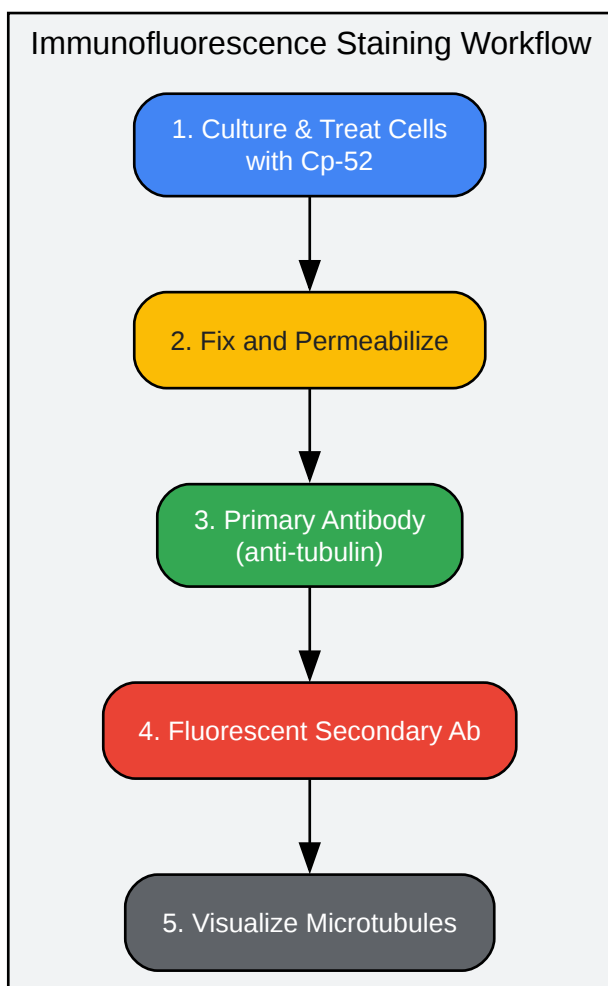 Immunofluorescence Staining Workflow
1. Culture & Treat Cells
with Cp-52
2. Fix and Permeabilize
3. Primary Antibody
(anti-tubulin)
4. Fluorescent Secondary Ab
5. Visualize Microtubules